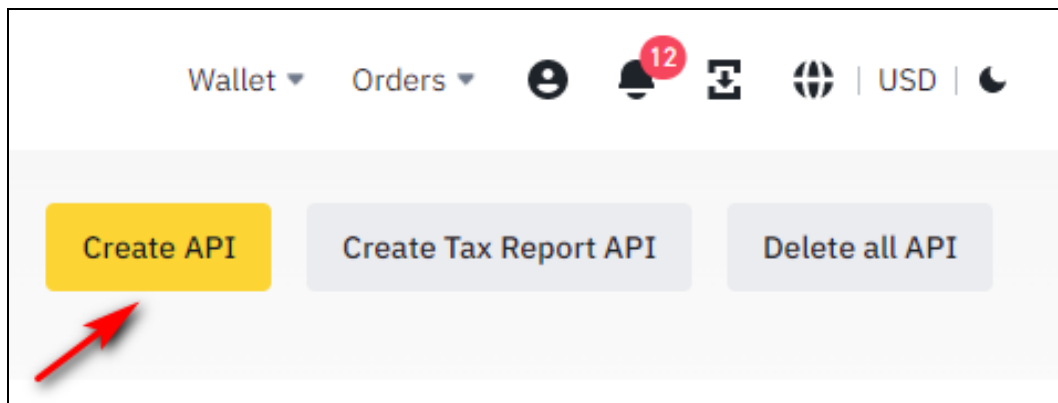 Wallet Orders 12 | USD |
Create API Create Tax Report API Delete all API